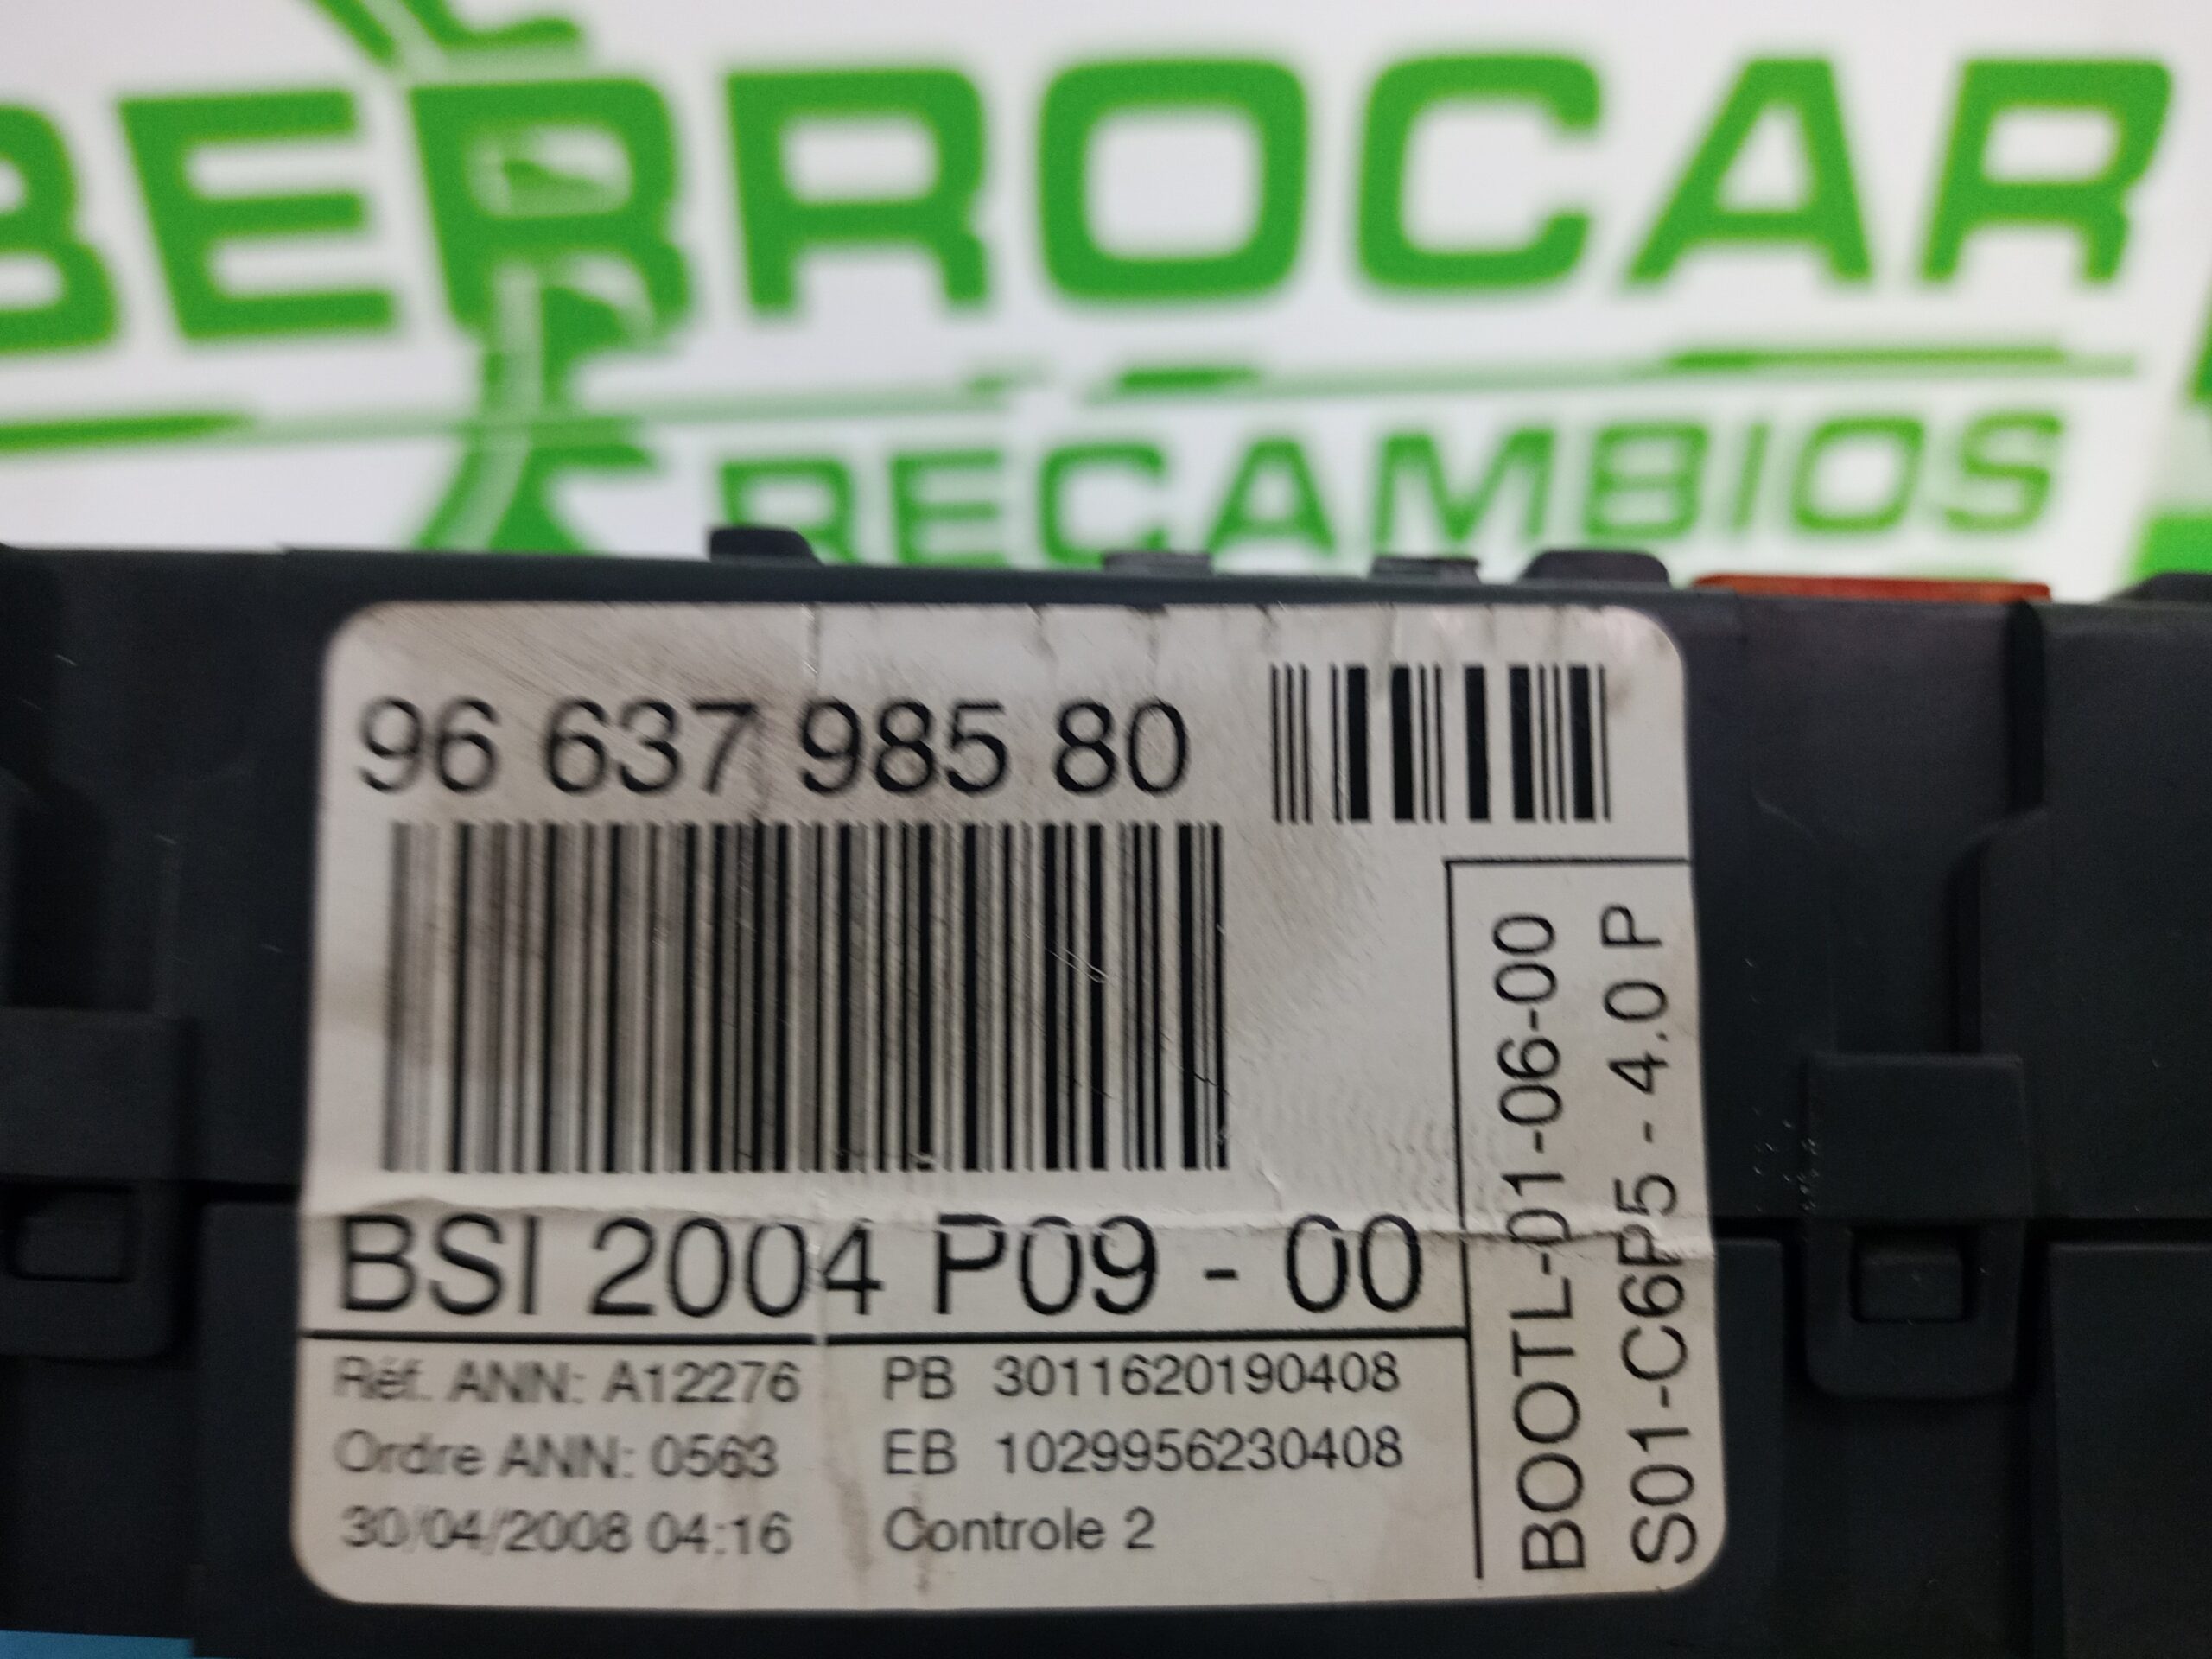 BERROCAR
RECAMBIOS
96 637 985 80
BSI 2004 P09 - 00
Réf. ANN: A12276
Ordre ANN: 0563
30/04/2008 04:16
PB 3011620190408
EB 1029956230408
Controle 2
BOOTL-01-06-00
S01-C6P5 - 4.0 P